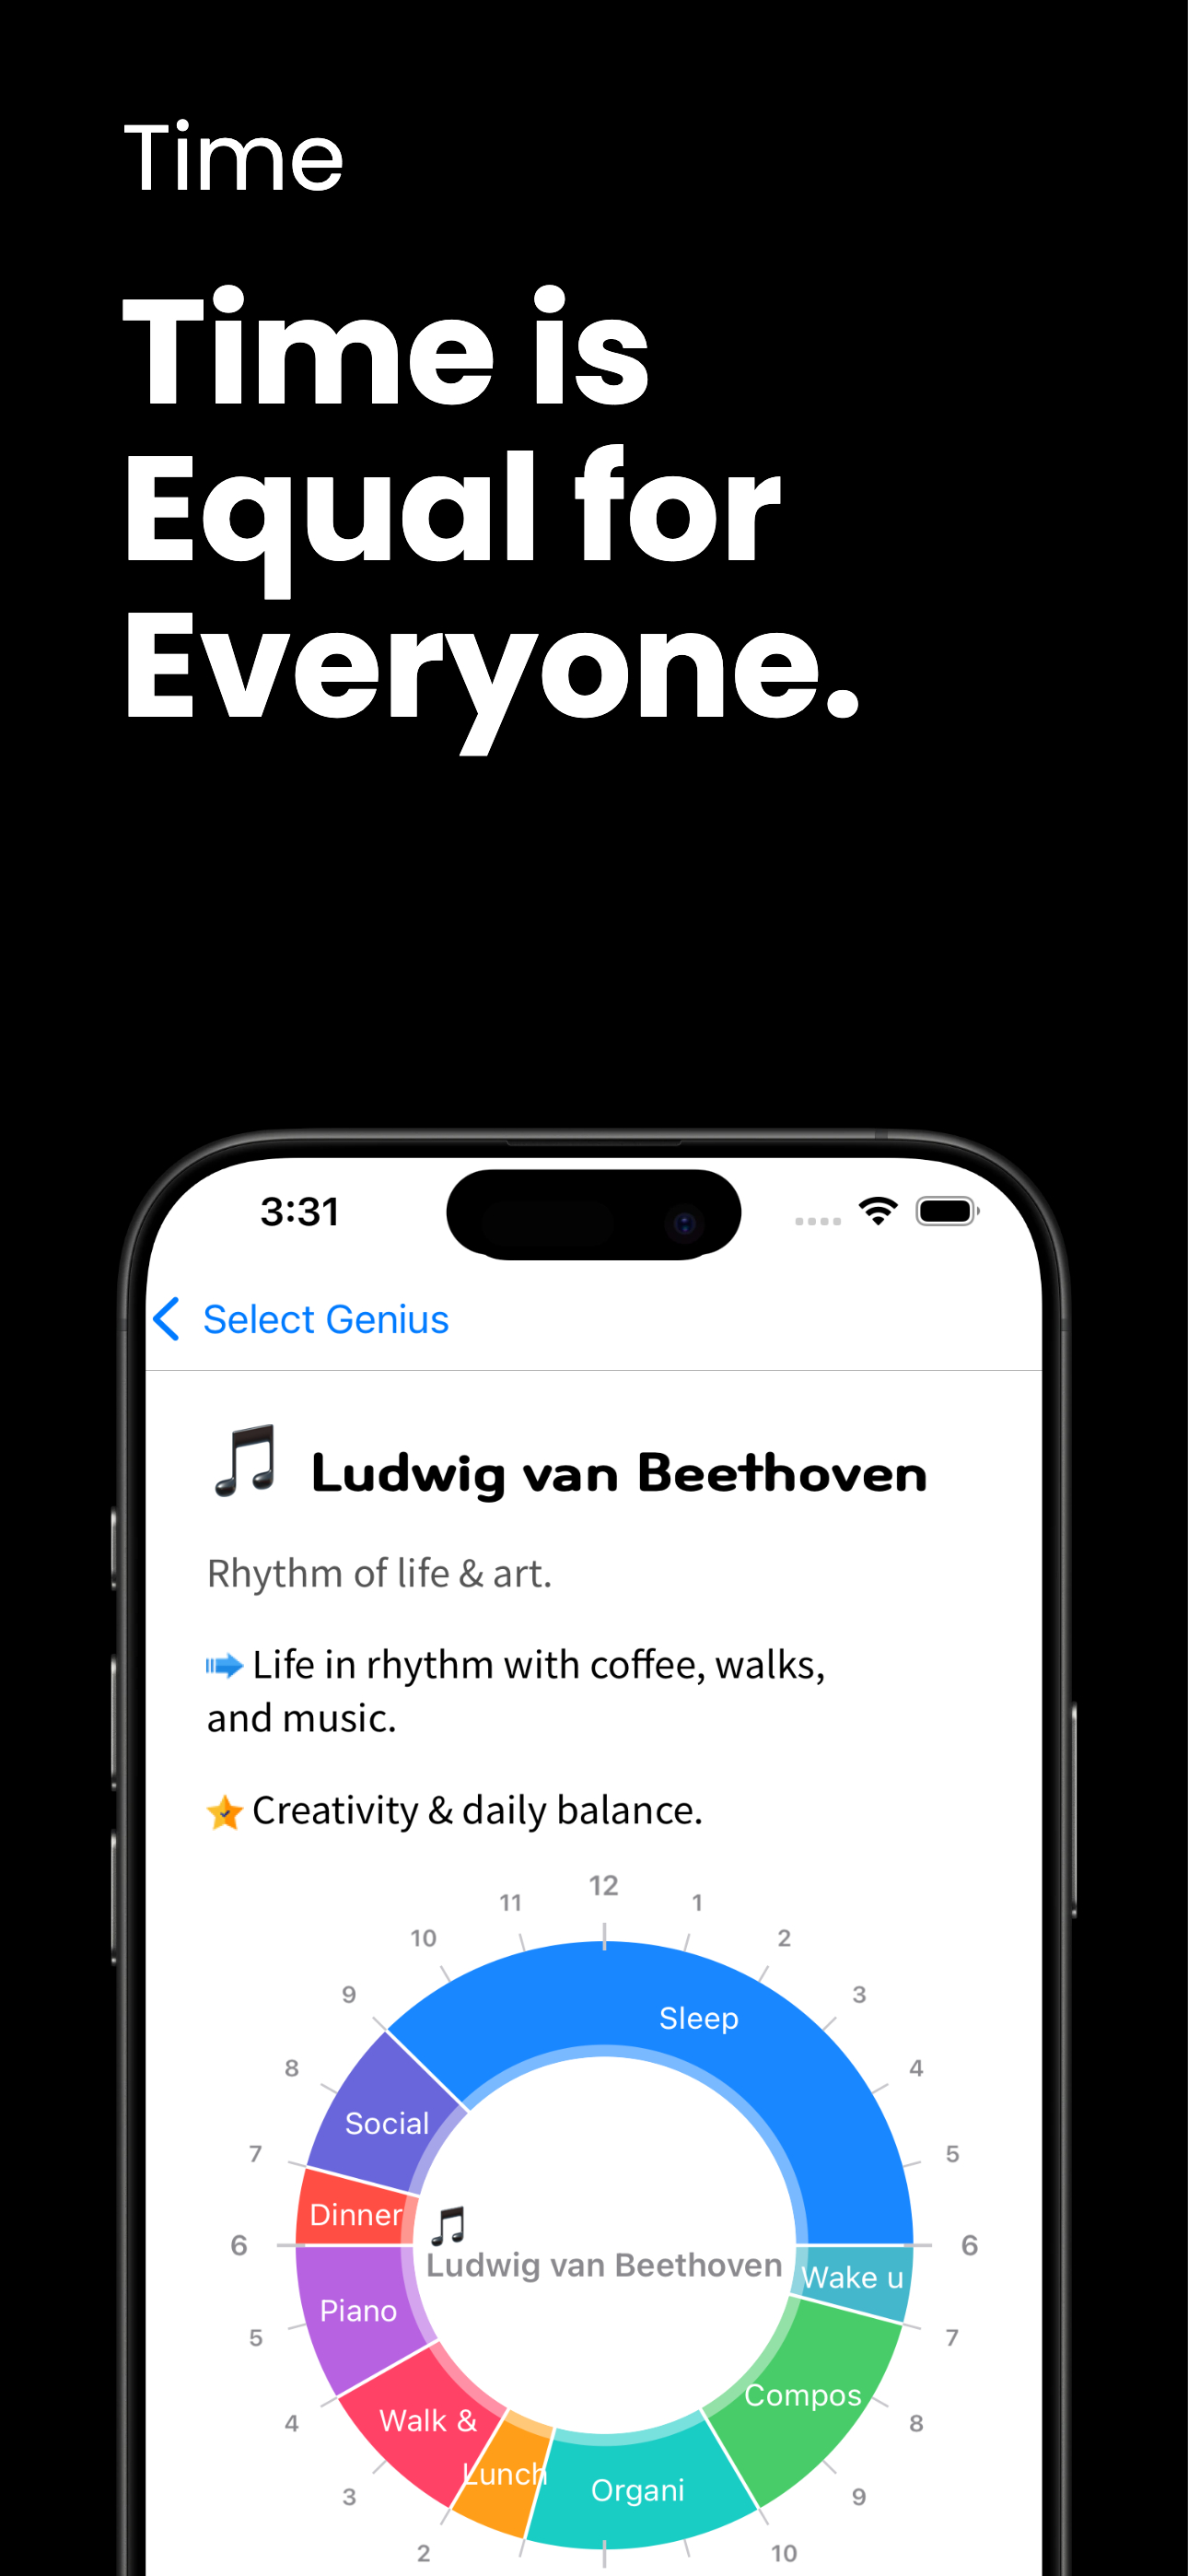 Time
Time is
Equal for
Everyone.
3:31
Select Genius
Ludwig van Beethoven
Rhythm of life & art.
Life in rhythm with coffee, walks,
and music.
Creativity & daily balance.
12
11
1
10
2
9
3
Sleep
8
4
Social
7
5
Dinner
6
6
Ludwig van Beethoven
Wake u
Piano
5
7
Compos
Walk &
4
8
Lunch
Organi
3
9
2
10